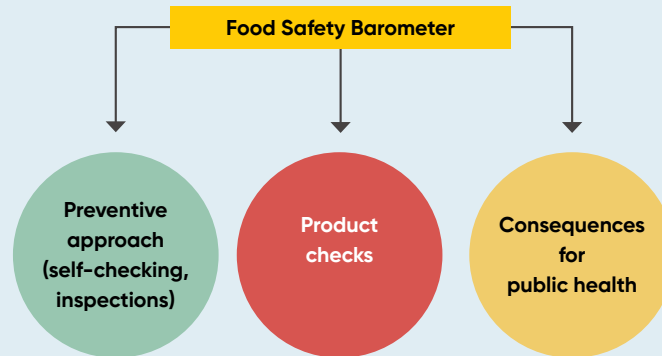 Food Safety Barometer
Preventive
approach
(self-checking,
inspections)
Product
checks
Consequences
for
public health